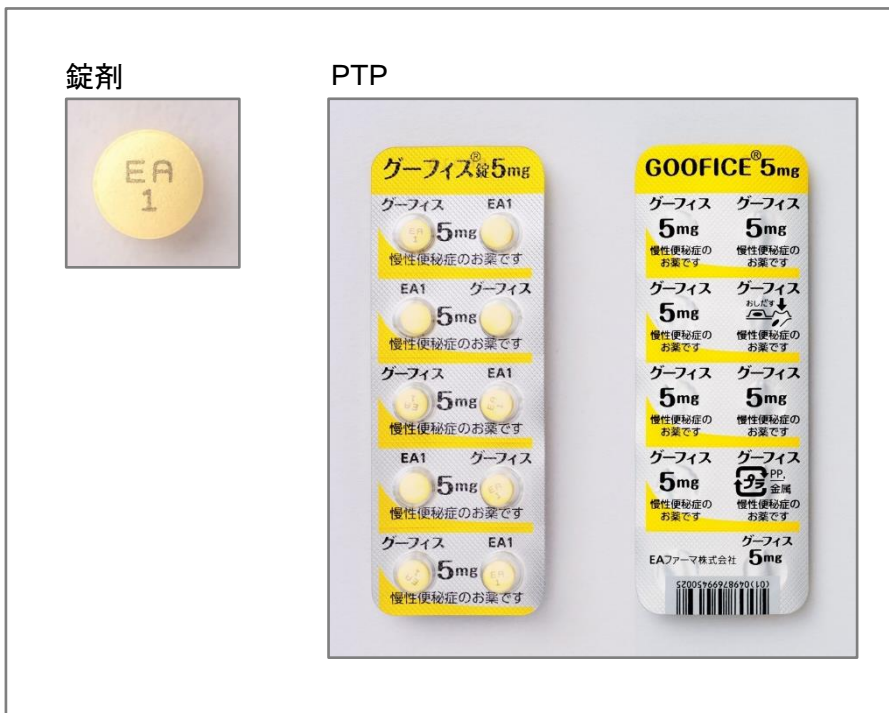 錠剤
EA
1
PTP
グーフィス®錠5mg
グーフィス EA1
5mg
慢性便秘症のお薬です
EA1 グーフィス
5mg
慢性便秘症のお薬です
グーフィス EA1
5mg
慢性便秘症のお薬です
EA1 グーフィス
5mg
慢性便秘症のお薬です
グーフィス EA1
5mg
慢性便秘症のお薬です
GOOFICE®5mg
グーフィス グーフィス
5mg 5mg
慢性便秘症の 慢性便秘症の
お薬です お薬です
グーフィス グーフィス
5mg おしだす
慢性便秘症の 慢性便秘症の
お薬です お薬です
グーフィス グーフィス
5mg 5mg
慢性便秘症の 慢性便秘症の
お薬です お薬です
グーフィス グーフィス
5mg プラ PP,
金属
慢性便秘症の 慢性便秘症の
お薬です お薬です
グーフィス
EAファーマ株式会社 5mg